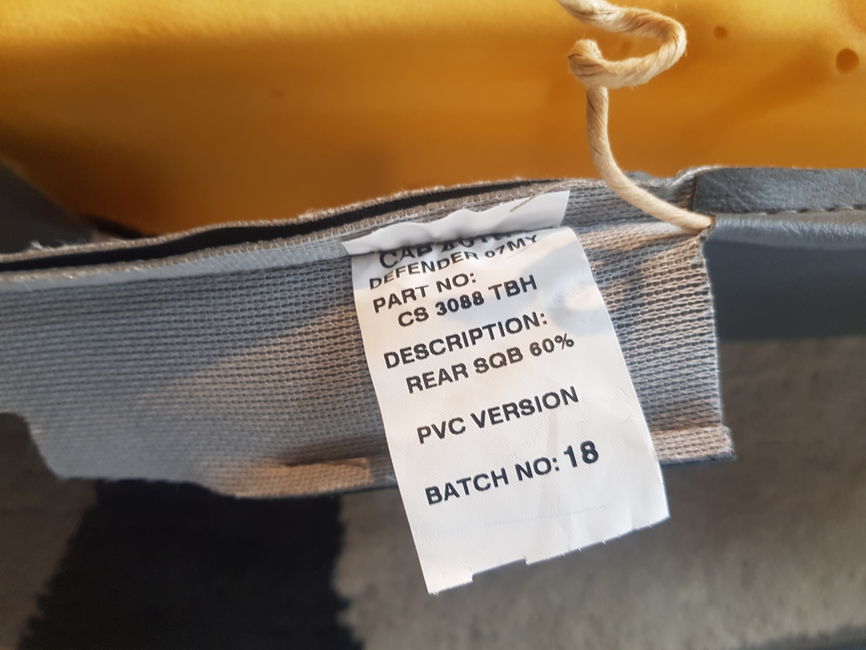 DEFENDER 07MY
PART NO:
CS 3088 TBH
DESCRIPTION:
REAR SQB 60%
PVC VERSION
BATCH NO: 18